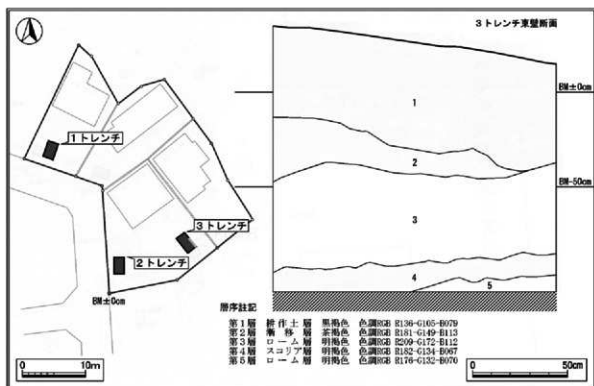 3トレンチ東壁断面
BM±0cm
1
1トレンチ
2
BM-50cm
3トレンチ
3
2トレンチ
4
5
BM±0cm
層序註記
第1層 耕作土層 黒褐色 色調RGB R136-G105-B079
第2層 漸移層 茶褐色 色調RGB R181-G149-B113
第3層 ローム層 明褐色 色調RGB R209-G172-B112
第4層 スコリア層 明褐色 色調RGB R182-G134-B067
第5層 ローム層 明褐色 色調RGB R176-G132-B070
0 10m
0 50cm